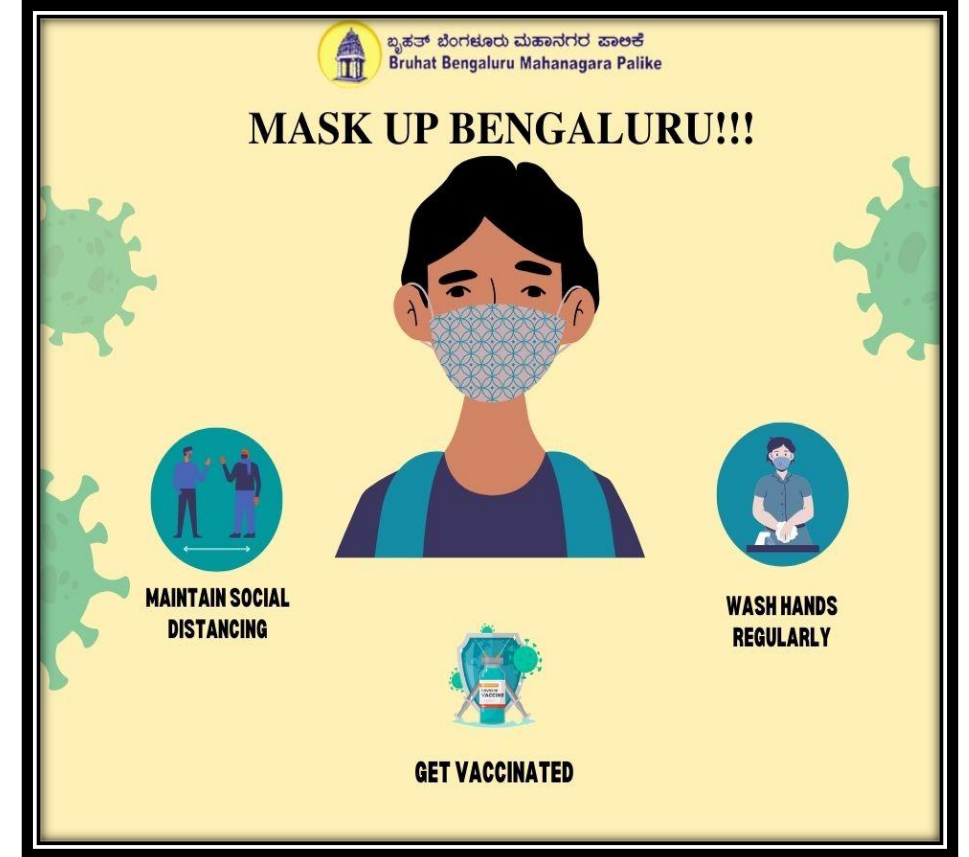 ಬೃಹತ್ ಬೆಂಗಳೂರು ಮಹಾನಗರ ಪಾಲಿಕೆ
Bruhat Bengaluru Mahanagara Palike
MASK UP BENGALURU!!!
MAINTAIN SOCIAL
DISTANCING
WASH HANDS
REGULARLY
VACCINE
GET VACCINATED